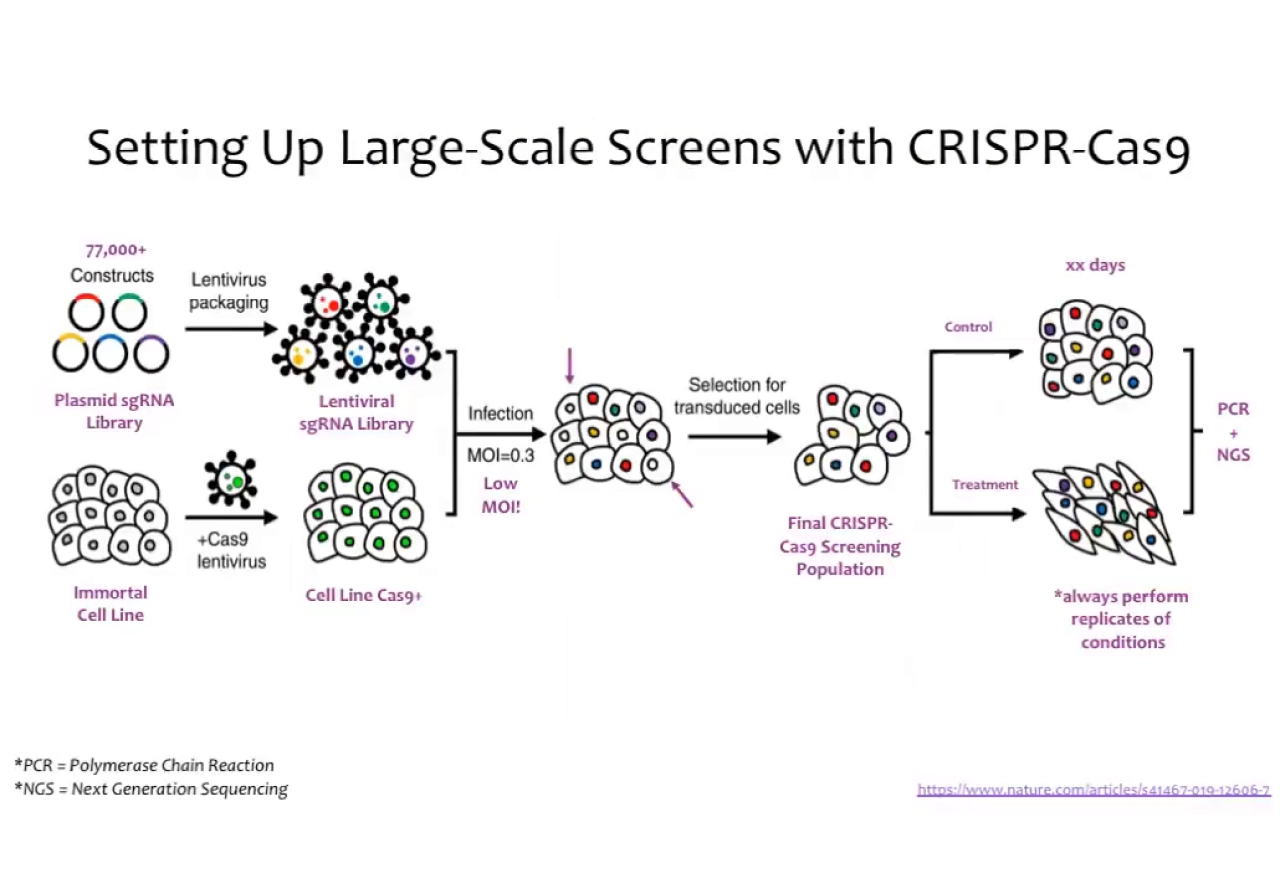 Setting Up Large-Scale Screens with CRISPR-Cas9
77,000+
Constructs
Lentivirus
packaging
Plasmid sgRNA
Library
Lentiviral
sgRNA Library
+Cas9
lentivirus
Immortal
Cell Line
Cell Line Cas9+
Infection
MOI=0.3
Low
MOI!
Selection for
transduced cells
Final CRISPR-
Cas9 Screening
Population
Control
Treatment
xx days
*always perform
replicates of
conditions
PCR
+
NGS
*PCR = Polymerase Chain Reaction
*NGS = Next Generation Sequencing
https://www.nature.com/articles/s41467-019-12606-7